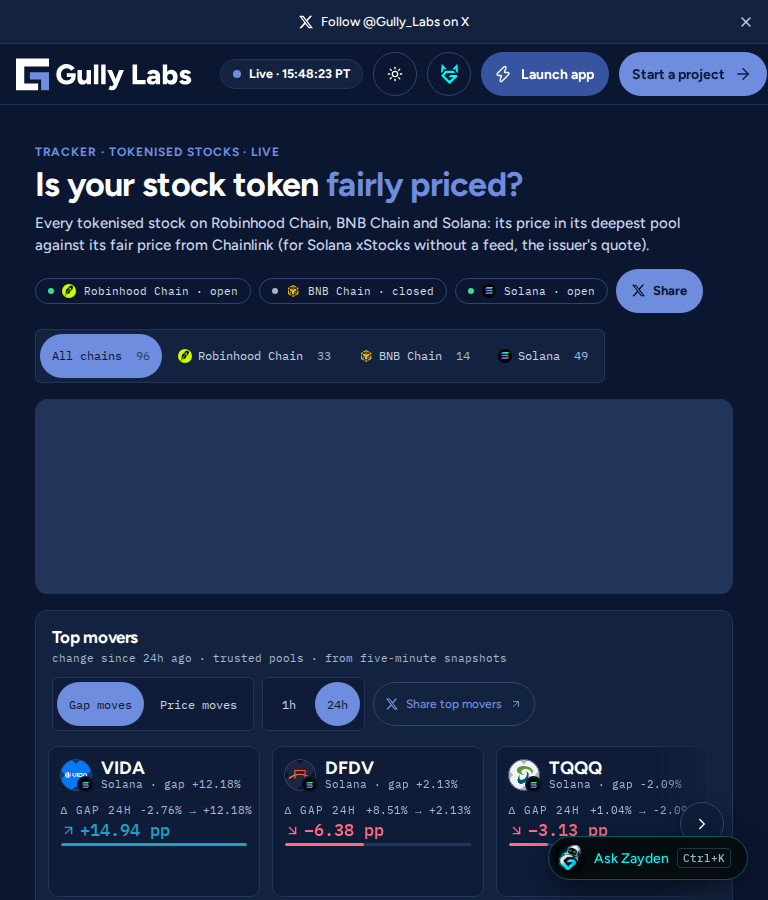 Follow @Gully_Labs on X
Gully Labs
Live · 15:48:23 PT
Launch app
Start a project
TRACKER · TOKENISED STOCKS · LIVE
Is your stock token fairly priced?
Every tokenised stock on Robinhood Chain, BNB Chain and Solana: its price in its deepest pool
against its fair price from Chainlink (for Solana xStocks without a feed, the issuer's quote).
Robinhood Chain · open
BNB Chain · closed
Solana · open
Share
All chains 96
Robinhood Chain 33
BNB Chain 14
Solana 49
Top movers
change since 24h ago · trusted pools · from five-minute snapshots
Gap moves
Price moves
1h
24h
Share top movers
VIDA
Solana · gap +12.18%
Δ GAP 24H -2.76% → +12.18%
+14.94 pp
DFDV
Solana · gap +2.13%
Δ GAP 24H +8.51% → +2.13%
−6.38 pp
TQQQ
Solana · gap -2.09%
Δ GAP 24H +1.04% → -2.09
−3.13 pp
Ask Zayden Ctrl+K